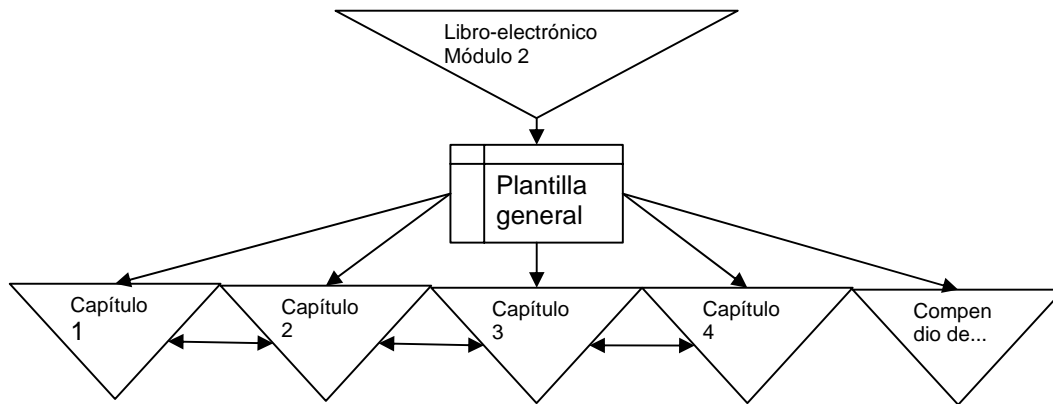 Libro-electrónico
Módulo 2
Plantilla
general
Capítulo
1
Capítulo
2
Capítulo
3
Capítulo
4
Compen
dio de...